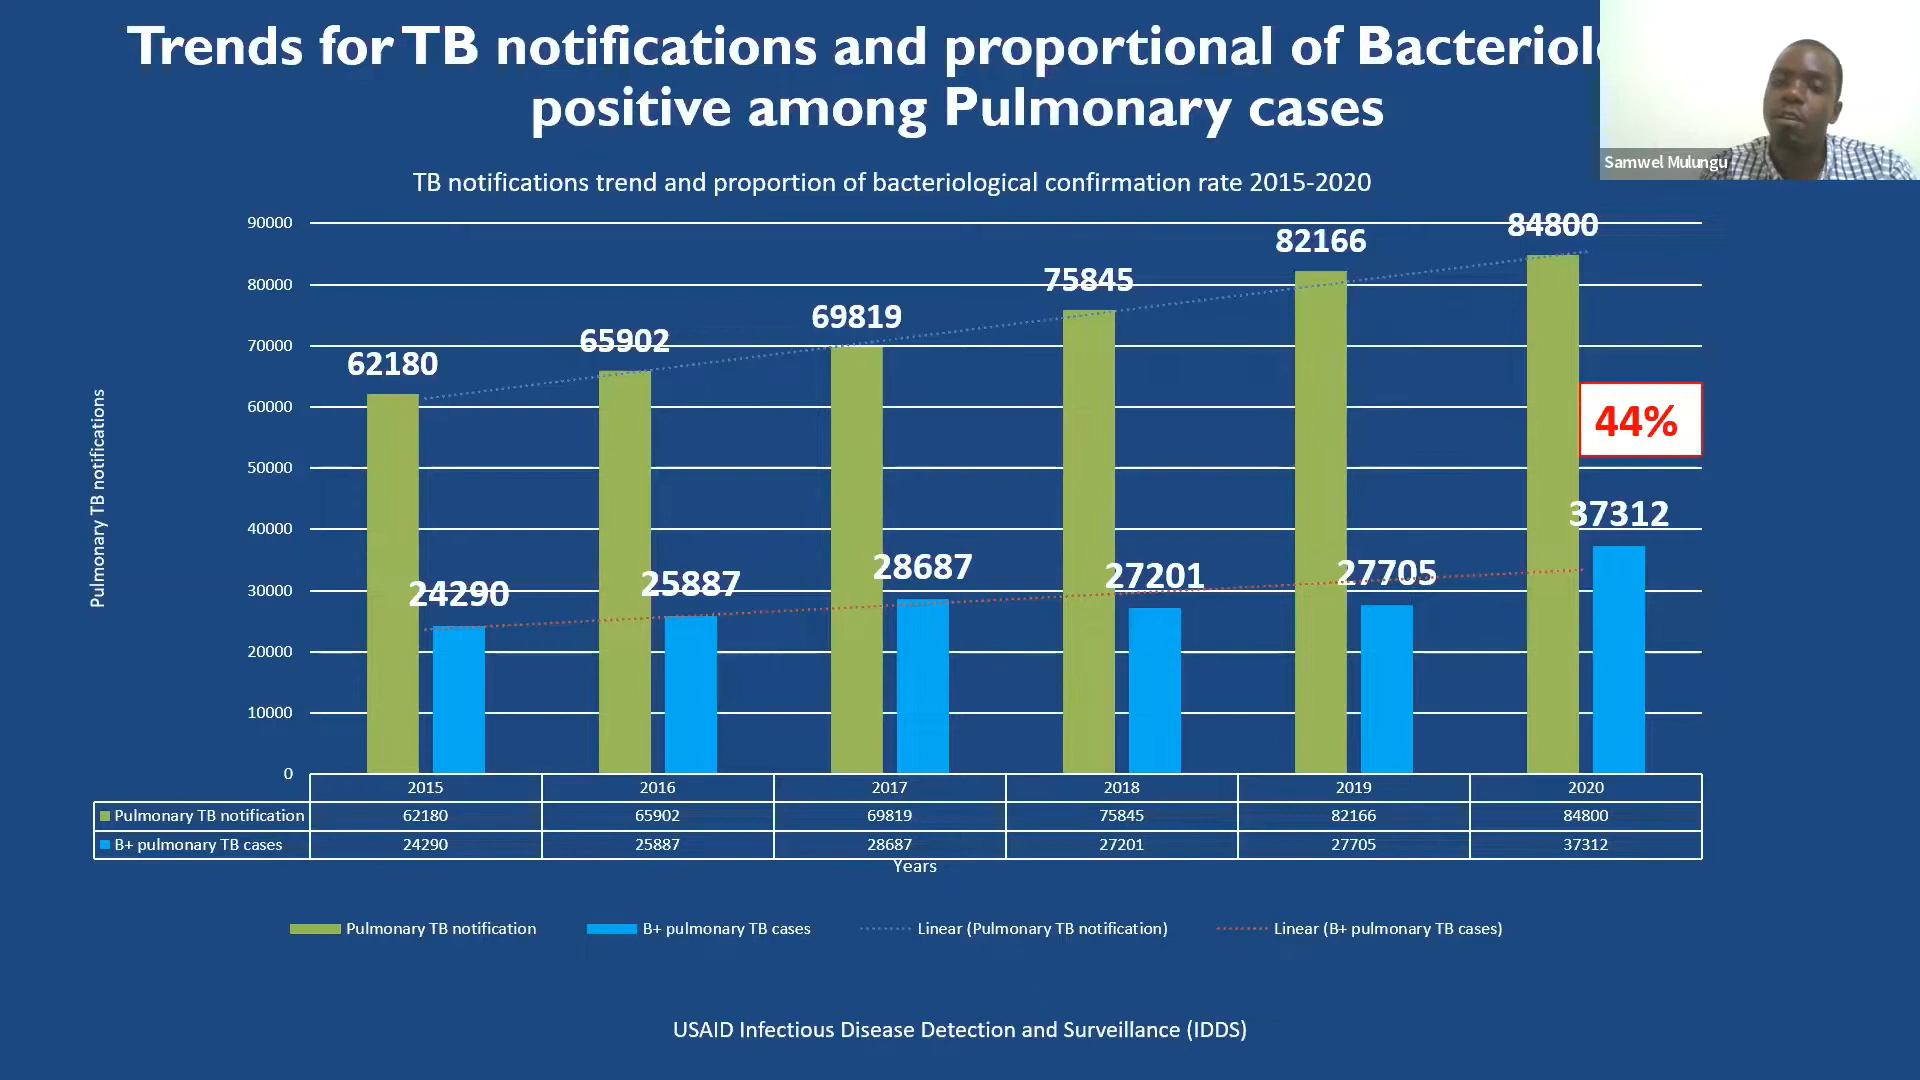 Trends for TB notifications and proportional of
positive among Pulmonary cases
Samwel Mulungu
TB notifications trend and proportion of bacteriological confirmation rate 2015-2020
Pulmonary TB notifications
90000
80000
70000
60000
50000
40000
30000
20000
10000
0
62180
65902
69819
75845
82166
84800
44%
24290
25887
28687
27201
27705
37312
2015 2016 2017 2018 2019 2020
Pulmonary TB notification 62180 65902 69819 75845 82166 84800
B+ pulmonary TB cases 24290 25887 28687 27201 27705 37312
Years
Pulmonary TB notification B+ pulmonary TB cases Linear (Pulmonary TB notification) Linear (B+ pulmonary TB cases)
USAID Infectious Disease Detection and Surveillance (IDDS)